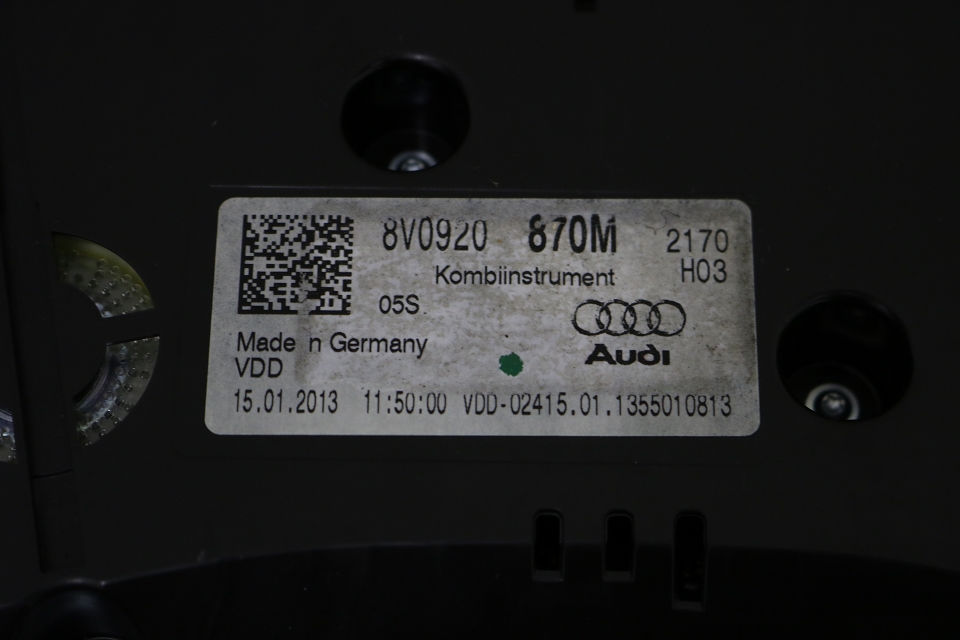 8V0920 870M 2170
Kombiinstrument H03
05S
Audi
Made n Germany
VDD
15.01.2013 11:50:00 VDD-02415.01.1355010813